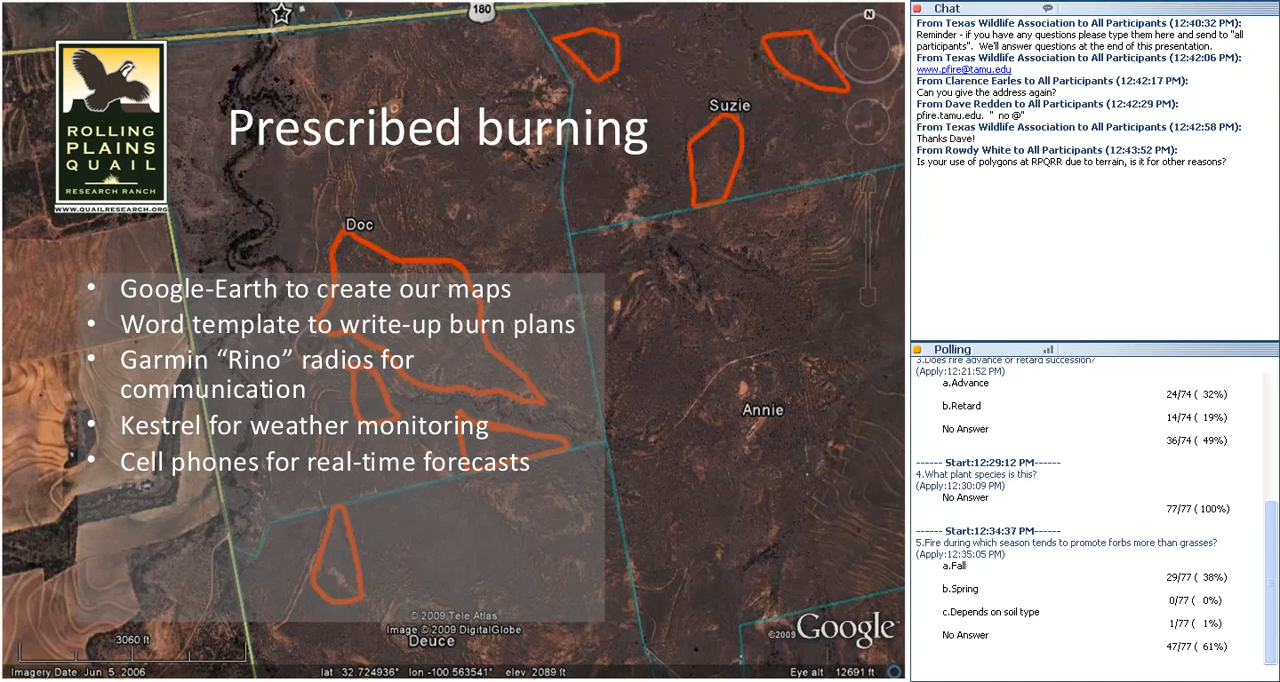 180
N
ROLLING
PLAINS
QUAIL
RESEARCH RANCH
WWW.QUAILRESEARCH.ORG
Prescribed burning
Suzie
Doc
• Google-Earth to create our maps
• Word template to write-up burn plans
• Garmin “Rino” radios for
communication
• Kestrel for weather monitoring
• Cell phones for real-time forecasts
Annie
© 2009 Tele Atlas
Image © 2009 DigitalGlobe
Deuce
©2009 Google™
3060 ft
Imagery Date: Jun 5, 2006
lat 32.724936° lon -100.563541° elev 2089 ft
Eye alt 12691 ft
Chat
From Texas Wildlife Association to All Participants (12:40:32 PM):
Reminder - if you have any questions please type them here and send to "all
participants". We'll answer questions at the end of this presentation.
From Texas Wildlife Association to All Participants (12:42:06 PM):
www.pfire@tamu.edu
From Clarence Earles to All Participants (12:42:17 PM):
Can you give the address again?
From Dave Redden to All Participants (12:42:29 PM):
pfire.tamu.edu. " no @"
From Texas Wildlife Association to All Participants (12:42:58 PM):
Thanks Dave!
From Rowdy White to All Participants (12:43:52 PM):
Is your use of polygons at RPQRR due to terrain, is it for other reasons?
Polling
3.Does fire advance or retard succession?
(Apply:12:21:52 PM)
a.Advance
24/74 ( 32%)
b.Retard
14/74 ( 19%)
No Answer
36/74 ( 49%)
------ Start:12:29:12 PM------
4.What plant species is this?
(Apply:12:30:09 PM)
No Answer
77/77 ( 100%)
------ Start:12:34:37 PM------
5.Fire during which season tends to promote forbs more than grasses?
(Apply:12:35:05 PM)
a.Fall
29/77 ( 38%)
b.Spring
0/77 ( 0%)
c.Depends on soil type
1/77 ( 1%)
No Answer
47/77 ( 61%)